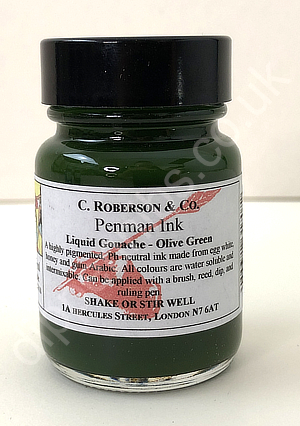 C. ROBERSON & CO.
Penman Ink
Liquid Gouache - Olive Green
A highly pigmented, Ph neutral ink made from egg white,
honey and gum Arabic. All colours are water soluble and
intermixable. Can be applied with a brush, reed, dip, and
ruling pen.
SHAKE OR STIR WELL
1A HERCULES STREET, LONDON N7 6AT